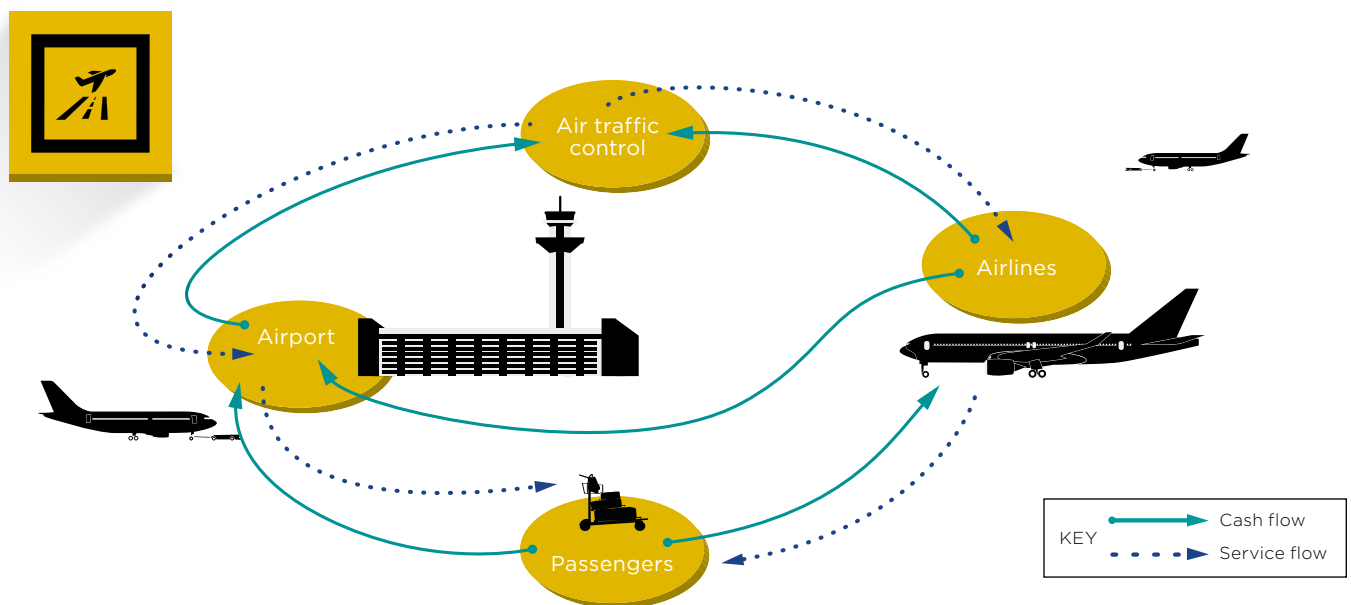 Air traffic
control
Airlines
Airport
Passengers
KEY
Cash flow
Service flow